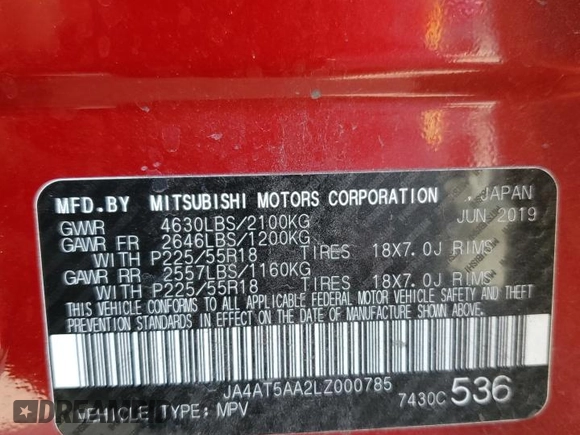 MFD.BY MITSUBISHI MOTORS CORPORATION , JAPAN
GWWR 4630LBS/2100KG JUN 2019
GAWR FR 2646LBS/1200KG
WITH P225/55R18 TIRES 18X7.0J RIMS
GAWR RR 2557LBS/1160KG
WITH P225/55R18 TIRES 18X7.0J RIMS
THIS VEHICLE CONFORMS TO ALL APPLICABLE FEDERAL MOTOR VEHICLE SAFETY AND THEFT
PREVENTION STANDARDS IN EFFECT ON THE DATE OF MANUFACTURE SHOWN ABOVE.
JA4AT5AA2LZ000785
VEHICLE TYPE: MPV 7430C 536